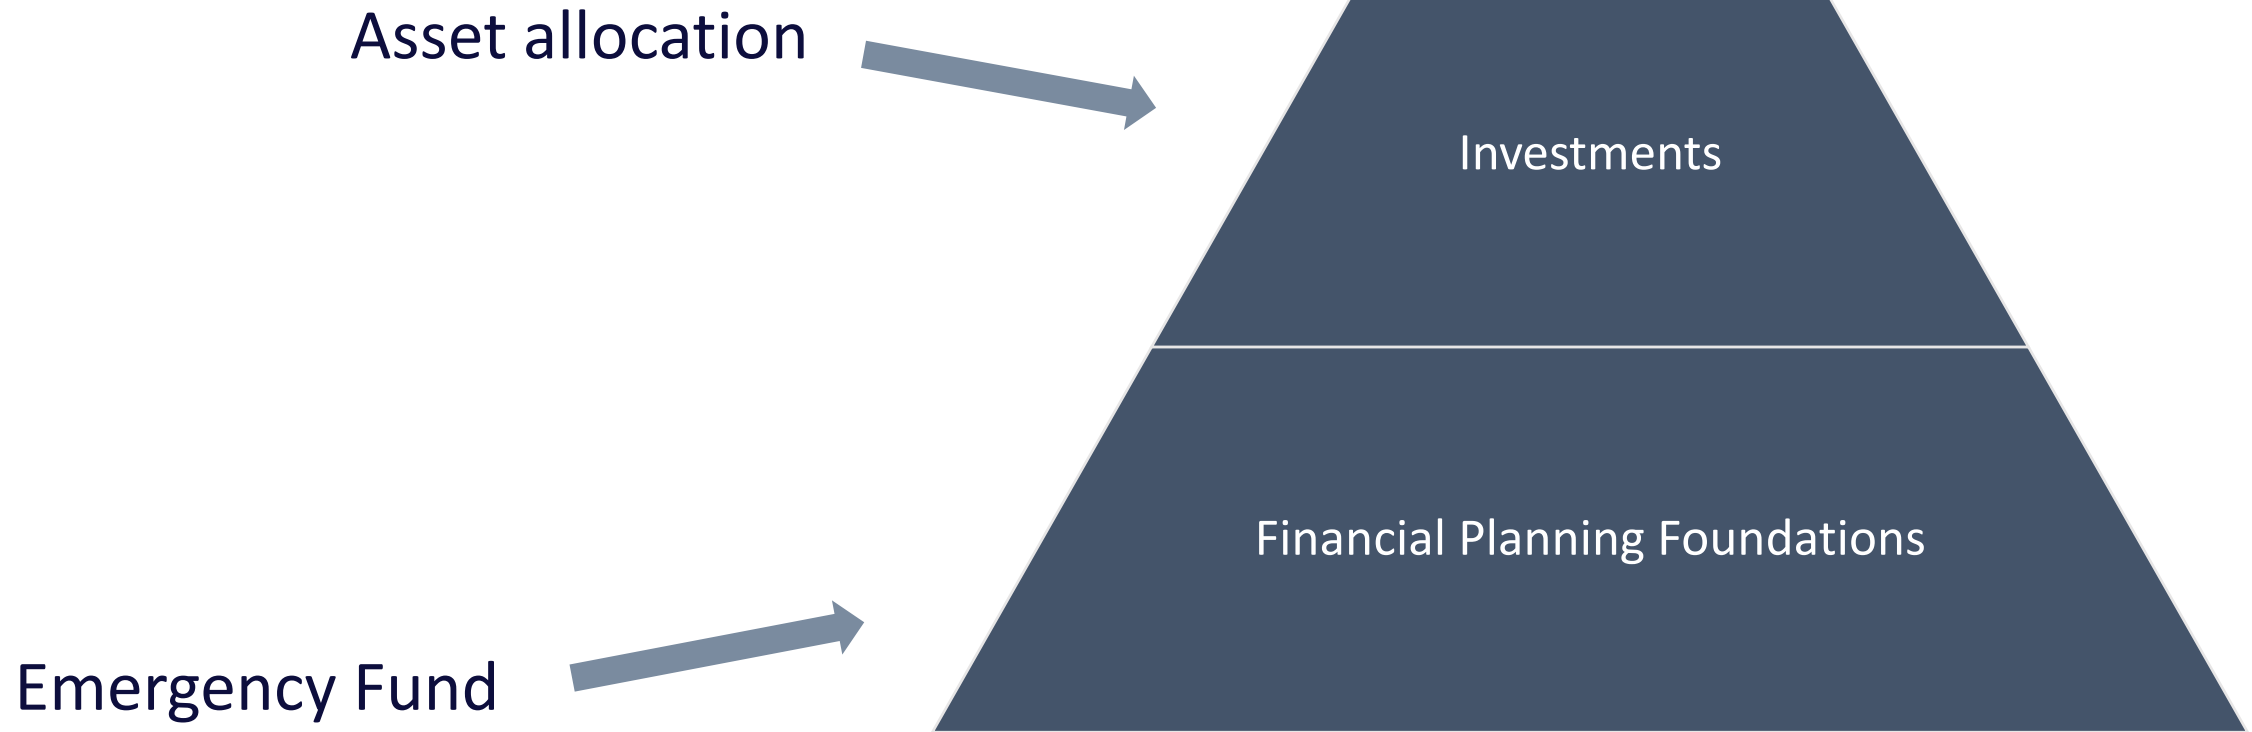 Asset allocation
Investments
Financial Planning Foundations
Emergency Fund